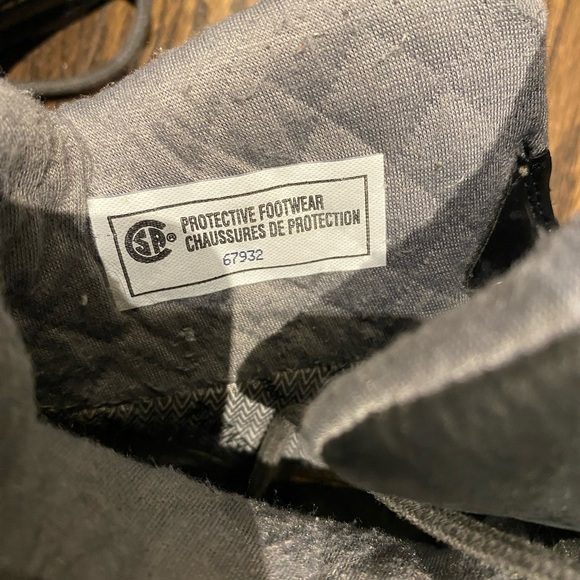 CSA® PROTECTIVE FOOTWEAR
CHAUSSURES DE PROTECTION
67932